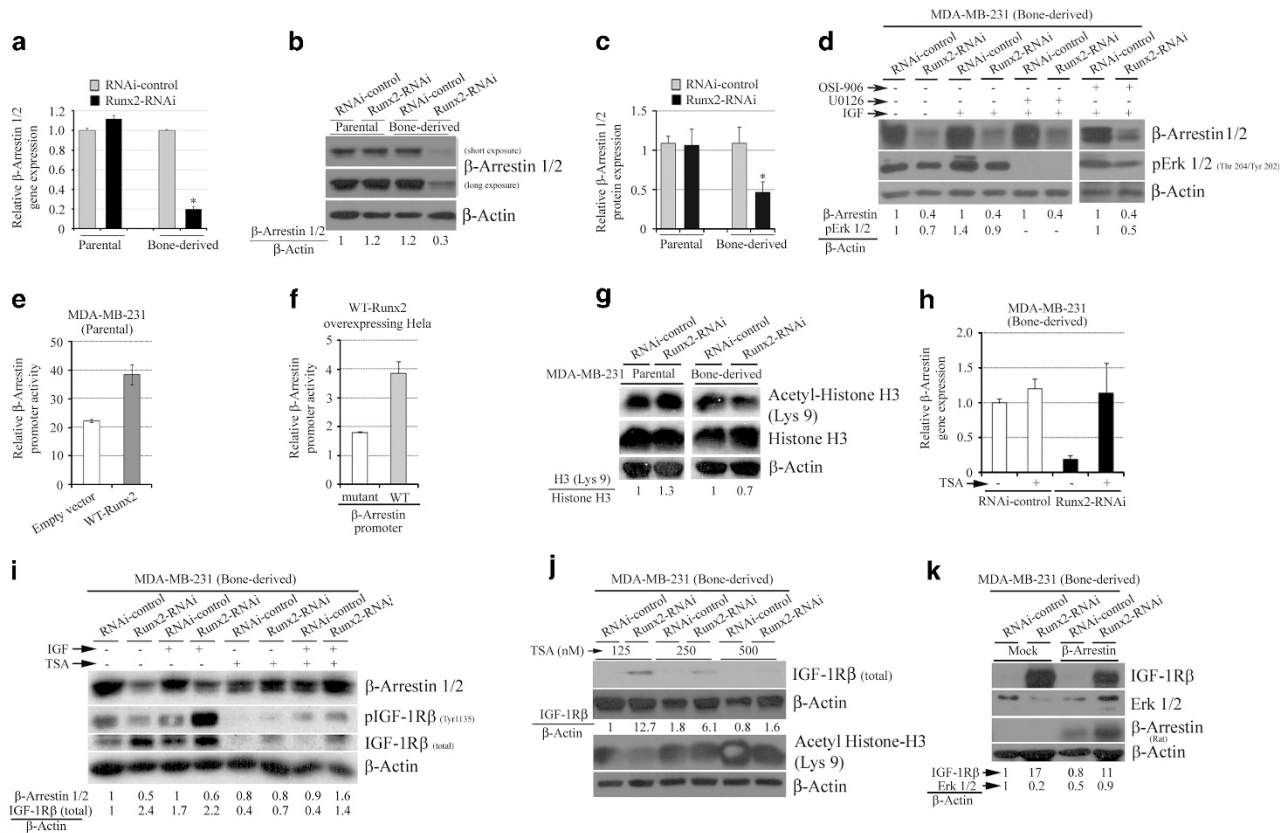 a
RNAi-control
Runx2-RNAi
Relative β-Arrestin 1/2
gene expression
1.2
1.0
0.8
0.6
0.4
0.2
0
*
Parental
Bone-derived
b
RNAi-control
Runx2-RNAi
RNAi-control
Runx2-RNAi
Parental
Bone-derived
(short exposure)
β-Arrestin 1/2
(long exposure)
β-Actin
β-Arrestin 1/2
β-Actin
1 1.2 1.2 0.3
c
RNAi-control
Runx2-RNAi
Relative β-Arrestin 1/2
protein expression
1.5
1
0.5
0
*
Parental
Bone-derived
d
MDA-MB-231 (Bone-derived)
RNAi-control
Runx2-RNAi
RNAi-control
Runx2-RNAi
RNAi-control
Runx2-RNAi
RNAi-control
Runx2-RNAi
OSI-906 - - - - - - + +
U0126 - - - - + + - -
IGF - - + + + + + +
β-Arrestin 1/2
pErk 1/2 (Thr 204/Tyr 202)
β-Actin
β-Arrestin 1 0.4 1 0.4 1 0.4 1 0.4
pErk 1/2 1 0.7 1.4 0.9 - - 1 0.5
β-Actin
e
MDA-MB-231
(Parental)
Relative β-Arrestin
promoter activity
50
40
30
20
10
0
Empty vector
WT-Runx2
f
WT-Runx2
overexpressing Hela
Relative β-Arrestin
promoter activity
5
4
3
2
1
0
mutant WT
β-Arrestin
promoter
g
RNAi-control
Runx2-RNAi
RNAi-control
Runx2-RNAi
MDA-MB-231 Parental Bone-derived
Acetyl-Histone H3
(Lys 9)
Histone H3
β-Actin
H3 (Lys 9)
Histone H3
1 1.3 1 0.7
h
MDA-MB-231
(Bone-derived)
Relative β-Arrestin
gene expression
2.0
1.5
1.0
0.5
0
TSA - + - +
RNAi-control Runx2-RNAi
i
MDA-MB-231 (Bone-derived)
RNAi-control
Runx2-RNAi
RNAi-control
Runx2-RNAi
RNAi-control
Runx2-RNAi
RNAi-control
Runx2-RNAi
IGF - - + + - - + +
TSA - - - - + + + +
β-Arrestin 1/2
pIGF-1Rβ (Tyr1135)
IGF-1Rβ (total)
β-Actin
β-Arrestin 1/2 1 0.5 1 0.6 0.8 0.8 0.9 1.6
IGF-1Rβ (total) 1 2.4 1.7 2.2 0.4 0.7 0.4 1.4
β-Actin
j
MDA-MB-231 (Bone-derived)
RNAi-control
Runx2-RNAi
RNAi-control
Runx2-RNAi
RNAi-control
Runx2-RNAi
TSA (nM) 125 250 500
IGF-1Rβ (total)
β-Actin
IGF-1Rβ
β-Actin
1 12.7 1.8 6.1 0.8 1.6
Acetyl Histone-H3
(Lys 9)
β-Actin
k
MDA-MB-231 (Bone-derived)
RNAi-control
Runx2-RNAi
RNAi-control
Runx2-RNAi
Mock β-Arrestin
IGF-1Rβ
Erk 1/2
β-Arrestin
(Rat)
β-Actin
IGF-1Rβ 1 17 0.8 11
Erk 1/2 1 0.2 0.5 0.9
β-Actin